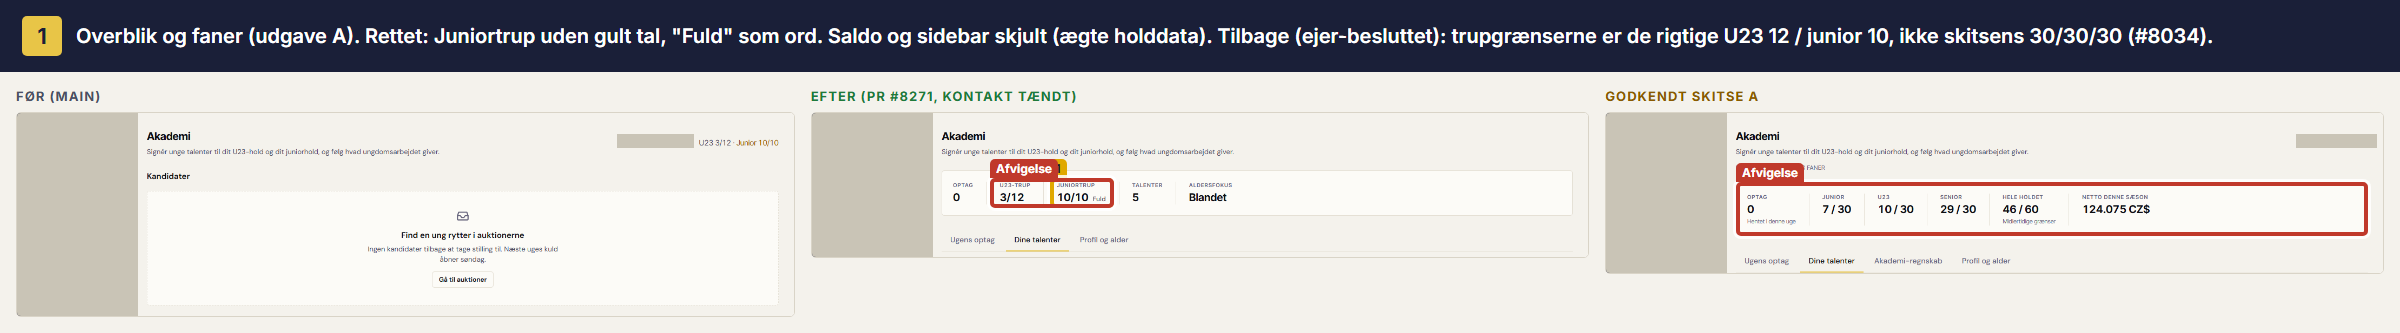 1
Overblik og faner (udgave A). Rettet: Juniortrup uden gult tal, "Fuld" som ord. Saldo og sidebar skjult (ægte holddata). Tilbage (ejer-besluttet): trupgrænserne er de rigtige U23 12 / junior 10, ikke skitsens 30/30/30 (#8034).
FØR (MAIN)
Akademi
Signér unge talenter til dit U23-hold og dit juniorhold, og følg hvad ungdomsarbejdet giver.
U23 3/12 · Junior 10/10
Kandidater
Find en ung rytter i auktionerne
Ingen kandidater tilbage at tage stilling til. Næste uges kuld
åbner søndag.
Gå til auktioner
EFTER (PR #8271, KONTAKT TÆNDT)
Akademi
Signér unge talenter til dit U23-hold og dit juniorhold, og følg hvad ungdomsarbejdet giver.
Afvigelse
OPTAG
0
U23-TRUP
3/12
JUNIORTRUP
10/10 Fuld
TALENTER
5
ALDERSFOKUS
Blandet
Ugens optag
Dine talenter
Profil og alder
GODKENDT SKITSE A
Akademi
Signér unge talenter til dit U23-hold og dit juniorhold, og følg hvad ungdomsarbejdet giver.
Afvigelse
FANER
OPTAG
0
Hentet i denne uge
JUNIOR
7 / 30
U23
10 / 30
SENIOR
29 / 30
HELE HOLDET
46 / 60
Midlertidige grænser
NETTO DENNE SÆSON
124.075 CZ$
Ugens optag
Dine talenter
Akademi-regnskab
Profil og alder